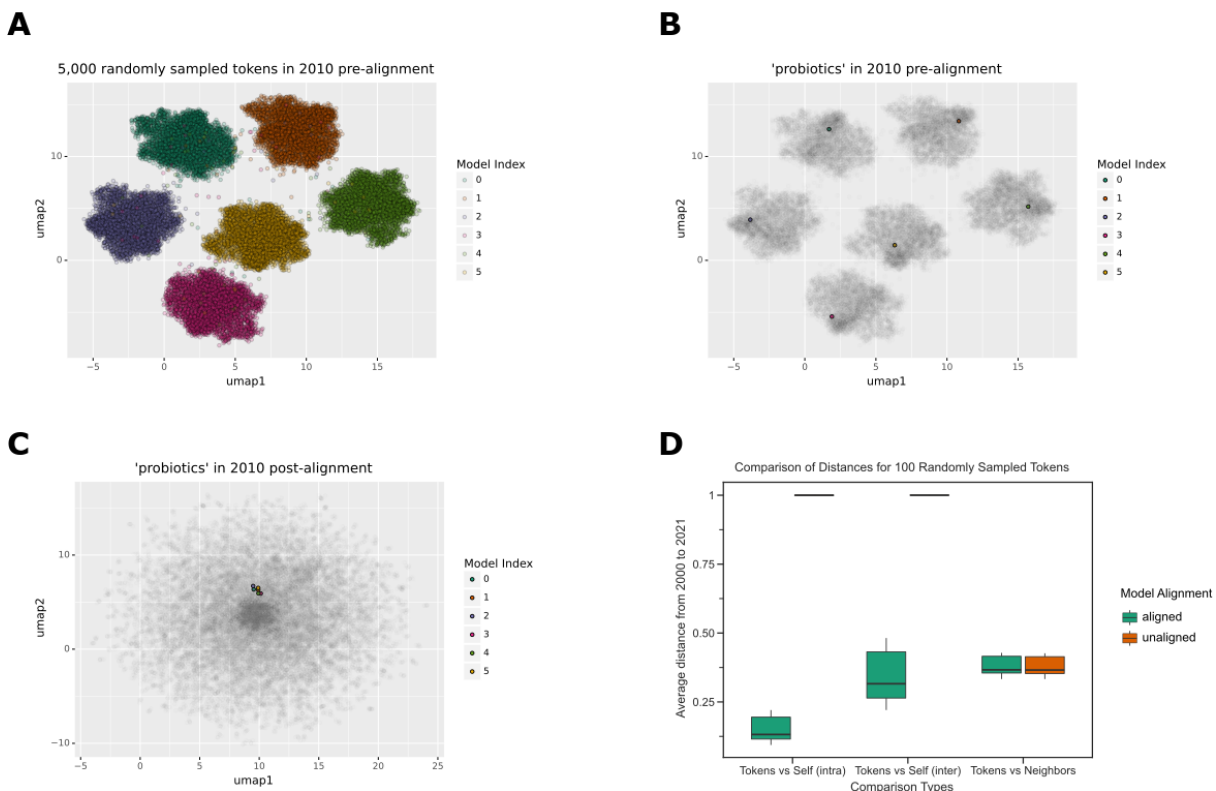 A
5,000 randomly sampled tokens in 2010 pre-alignment
umap2
10
0
−5
0
5
10
15
umap1
Model Index
0
1
2
3
4
5
B
'probiotics' in 2010 pre-alignment
umap2
10
0
−5
0
5
10
15
umap1
Model Index
0
1
2
3
4
5
C
'probiotics' in 2010 post-alignment
umap2
10
0
−10
−5
0
5
10
15
20
25
umap1
Model Index
0
1
2
3
4
5
D
Comparison of Distances for 100 Randomly Sampled Tokens
Average distance from 2000 to 2021
1
0.75
0.50
0.25
Tokens vs Self (intra)
Tokens vs Self (inter)
Tokens vs Neighbors
Comparison Types
Model Alignment
aligned
unaligned